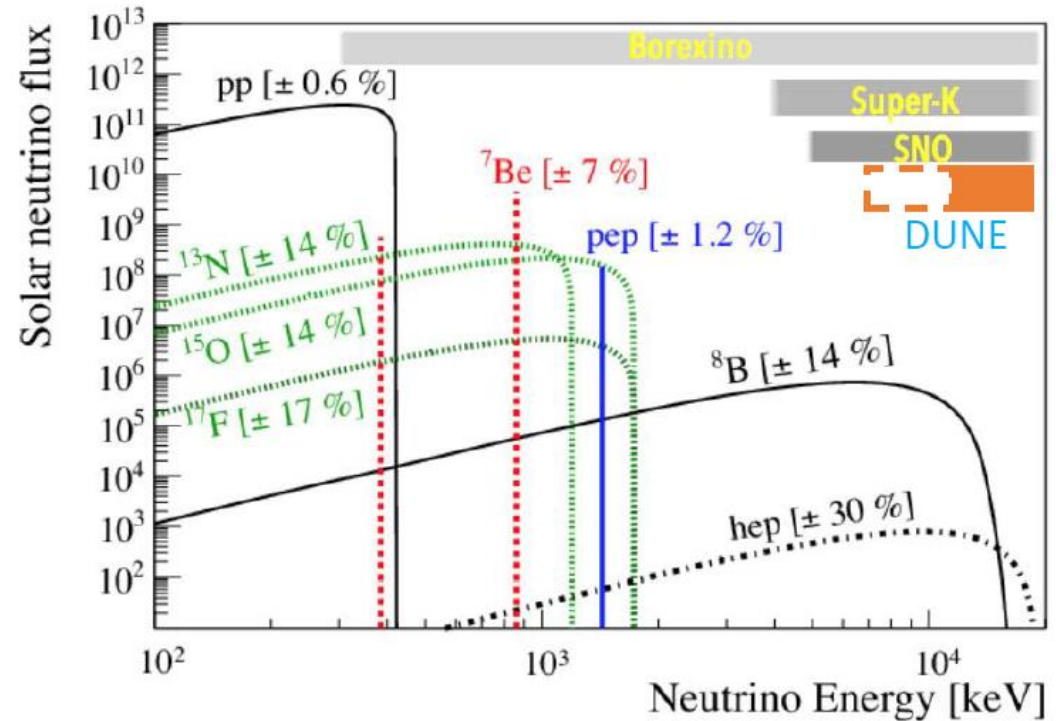 Solar neutrino flux
10¹³
10¹²
10¹¹
10¹⁰
10⁹
10⁸
10⁷
10⁶
10⁵
10⁴
10³
10²
Borexino
Super-K
SNO
DUNE
pp [± 0.6 %]
⁷Be [± 7 %]
pep [± 1.2 %]
¹³N [± 14 %]
¹⁵O [± 14 %]
¹⁷F [± 17 %]
⁸B [± 14 %]
hep [± 30 %]
10² 10³ 10⁴
Neutrino Energy [keV]